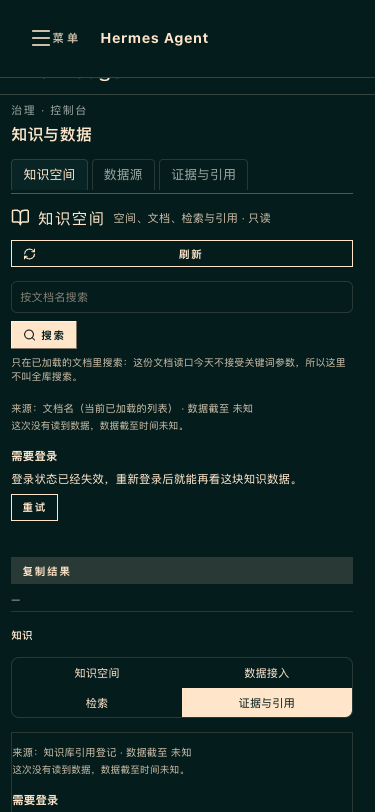 菜单
Hermes Agent
治理 · 控制台
知识与数据
知识空间
数据源
证据与引用
知识空间 空间、文档、检索与引用 · 只读
刷新
按文档名搜索
搜索
只在已加载的文档里搜索：这份文档读口今天不接受关键词参数，所以这里
不叫全库搜索。
来源：文档名（当前已加载的列表） · 数据截至 未知
这次没有读到数据，数据截至时间未知。
需要登录
登录状态已经失效，重新登录后就能再看这块知识数据。
重试
复制结果
—
知识
知识空间
数据接入
检索
证据与引用
来源：知识库引用登记 · 数据截至 未知
这次没有读到数据，数据截至时间未知。
需要登录